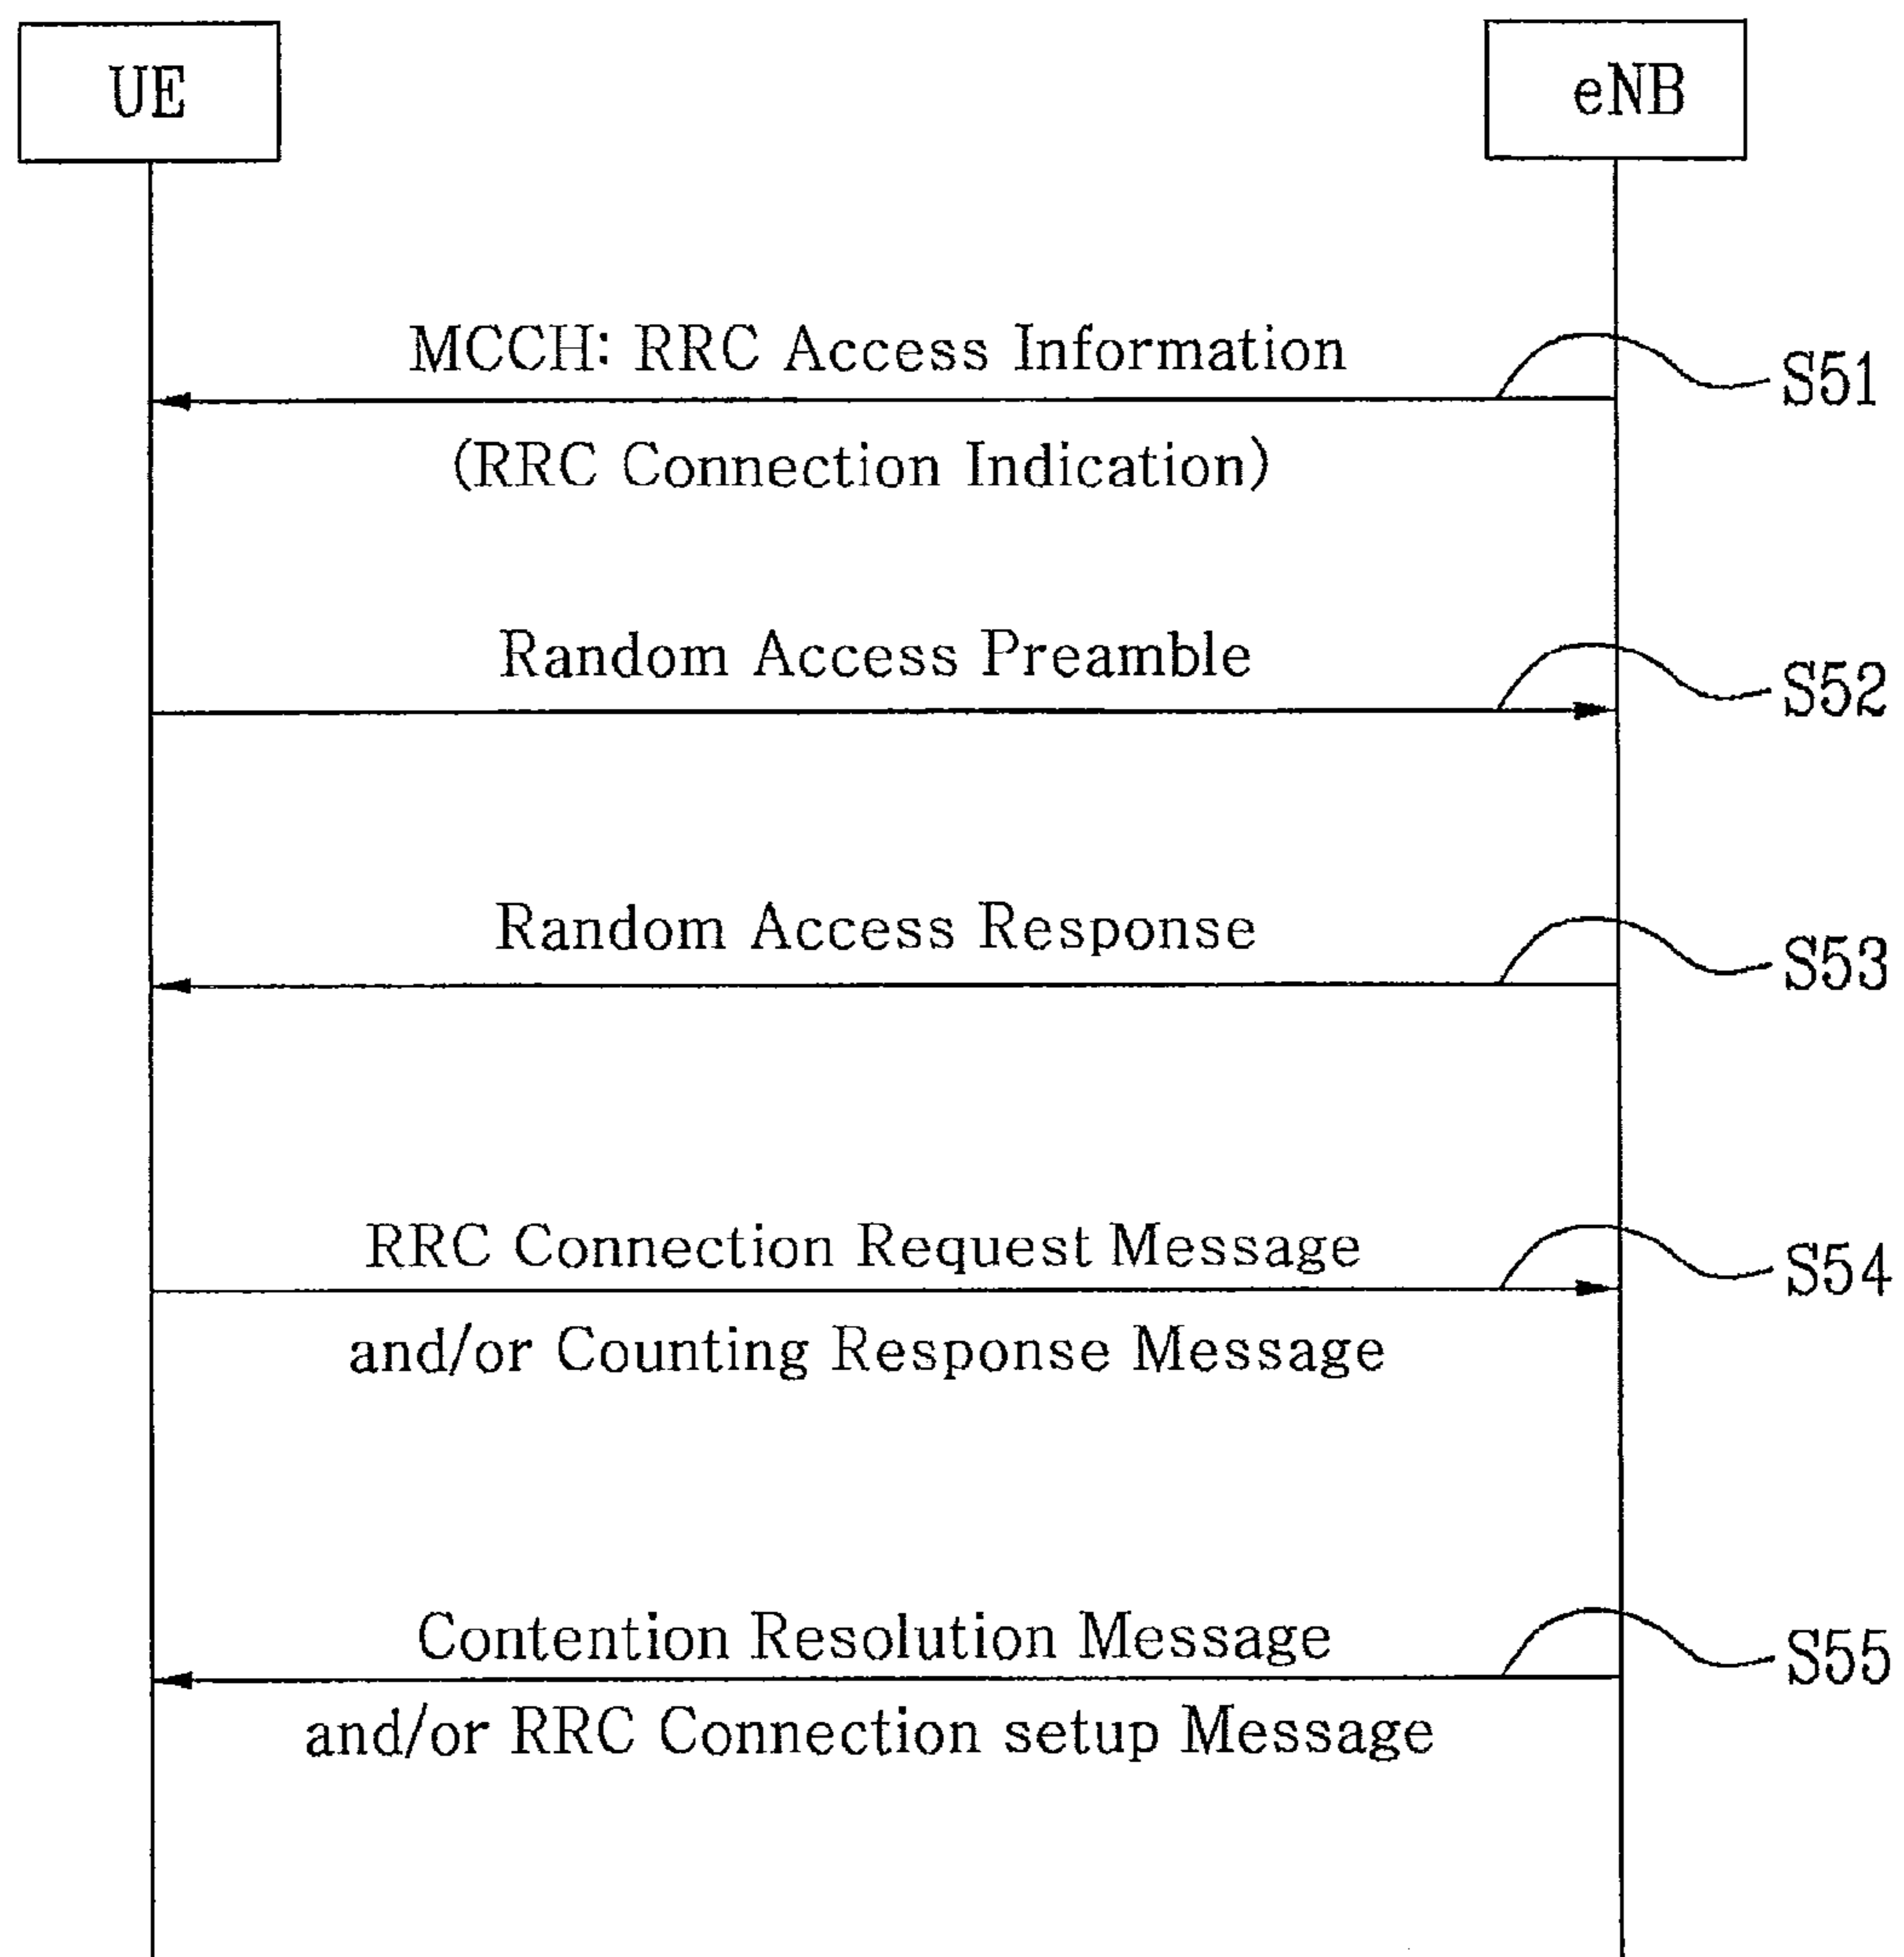 UE
eNB
MCCH: RRC Access Information
S51
(RRC Connection Indication)
Random Access Preamble
S52
Random Access Response
S53
RRC Connection Request Message
S54
and/or Counting Response Message
Contention Resolution Message
S55
and/or RRC Connection setup Message